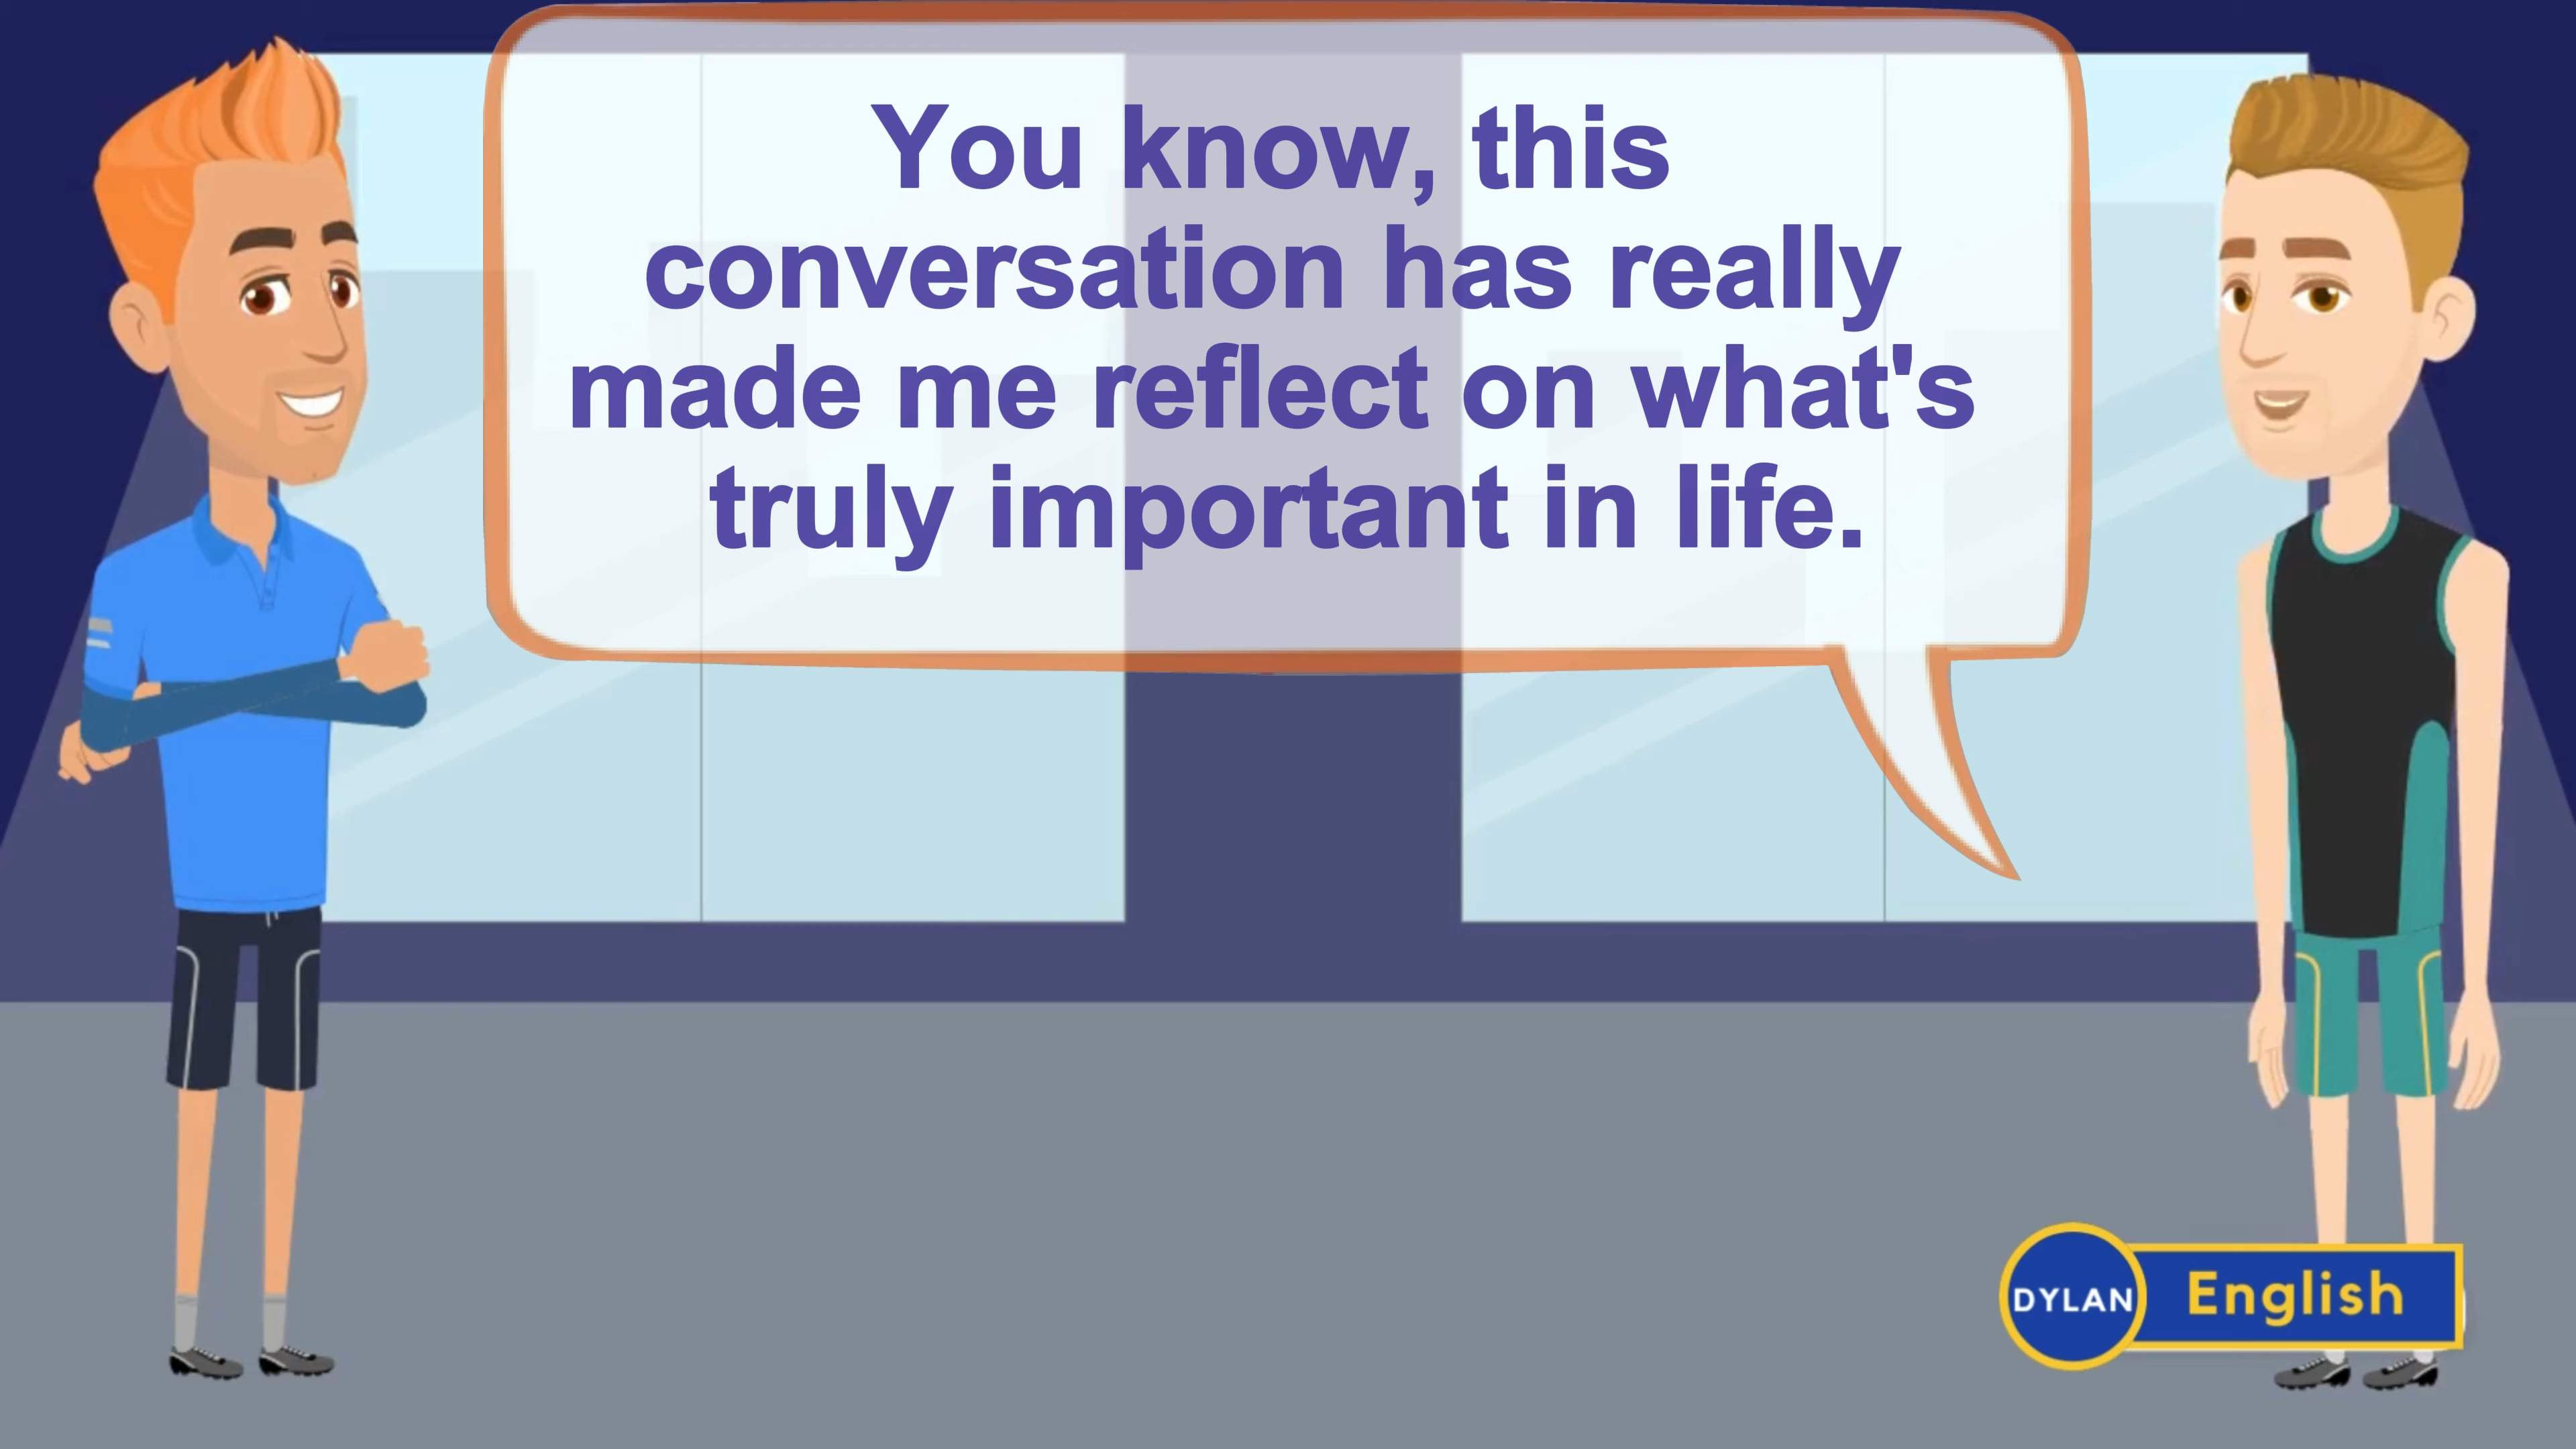 You know, this
conversation has really
made me reflect on what's
truly important in life.
DYLAN English